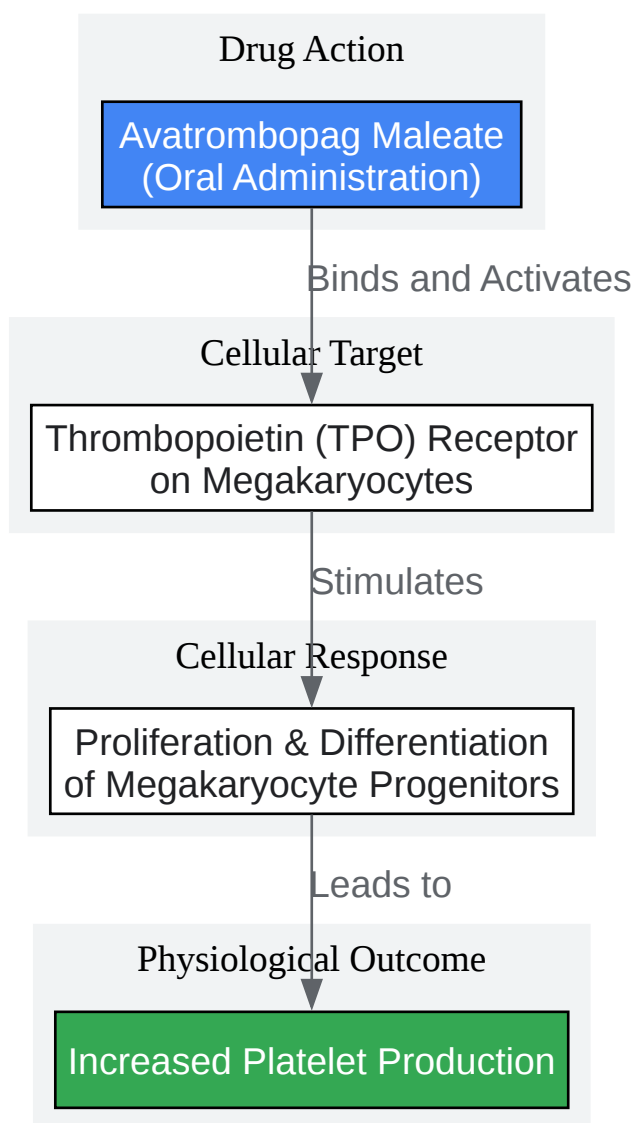 Drug Action
Avatrombopag Maleate
(Oral Administration)
Binds and Activates
Cellular Target
Thrombopoietin (TPO) Receptor
on Megakaryocytes
Stimulates
Cellular Response
Proliferation & Differentiation
of Megakaryocyte Progenitors
Leads to
Physiological Outcome
Increased Platelet Production